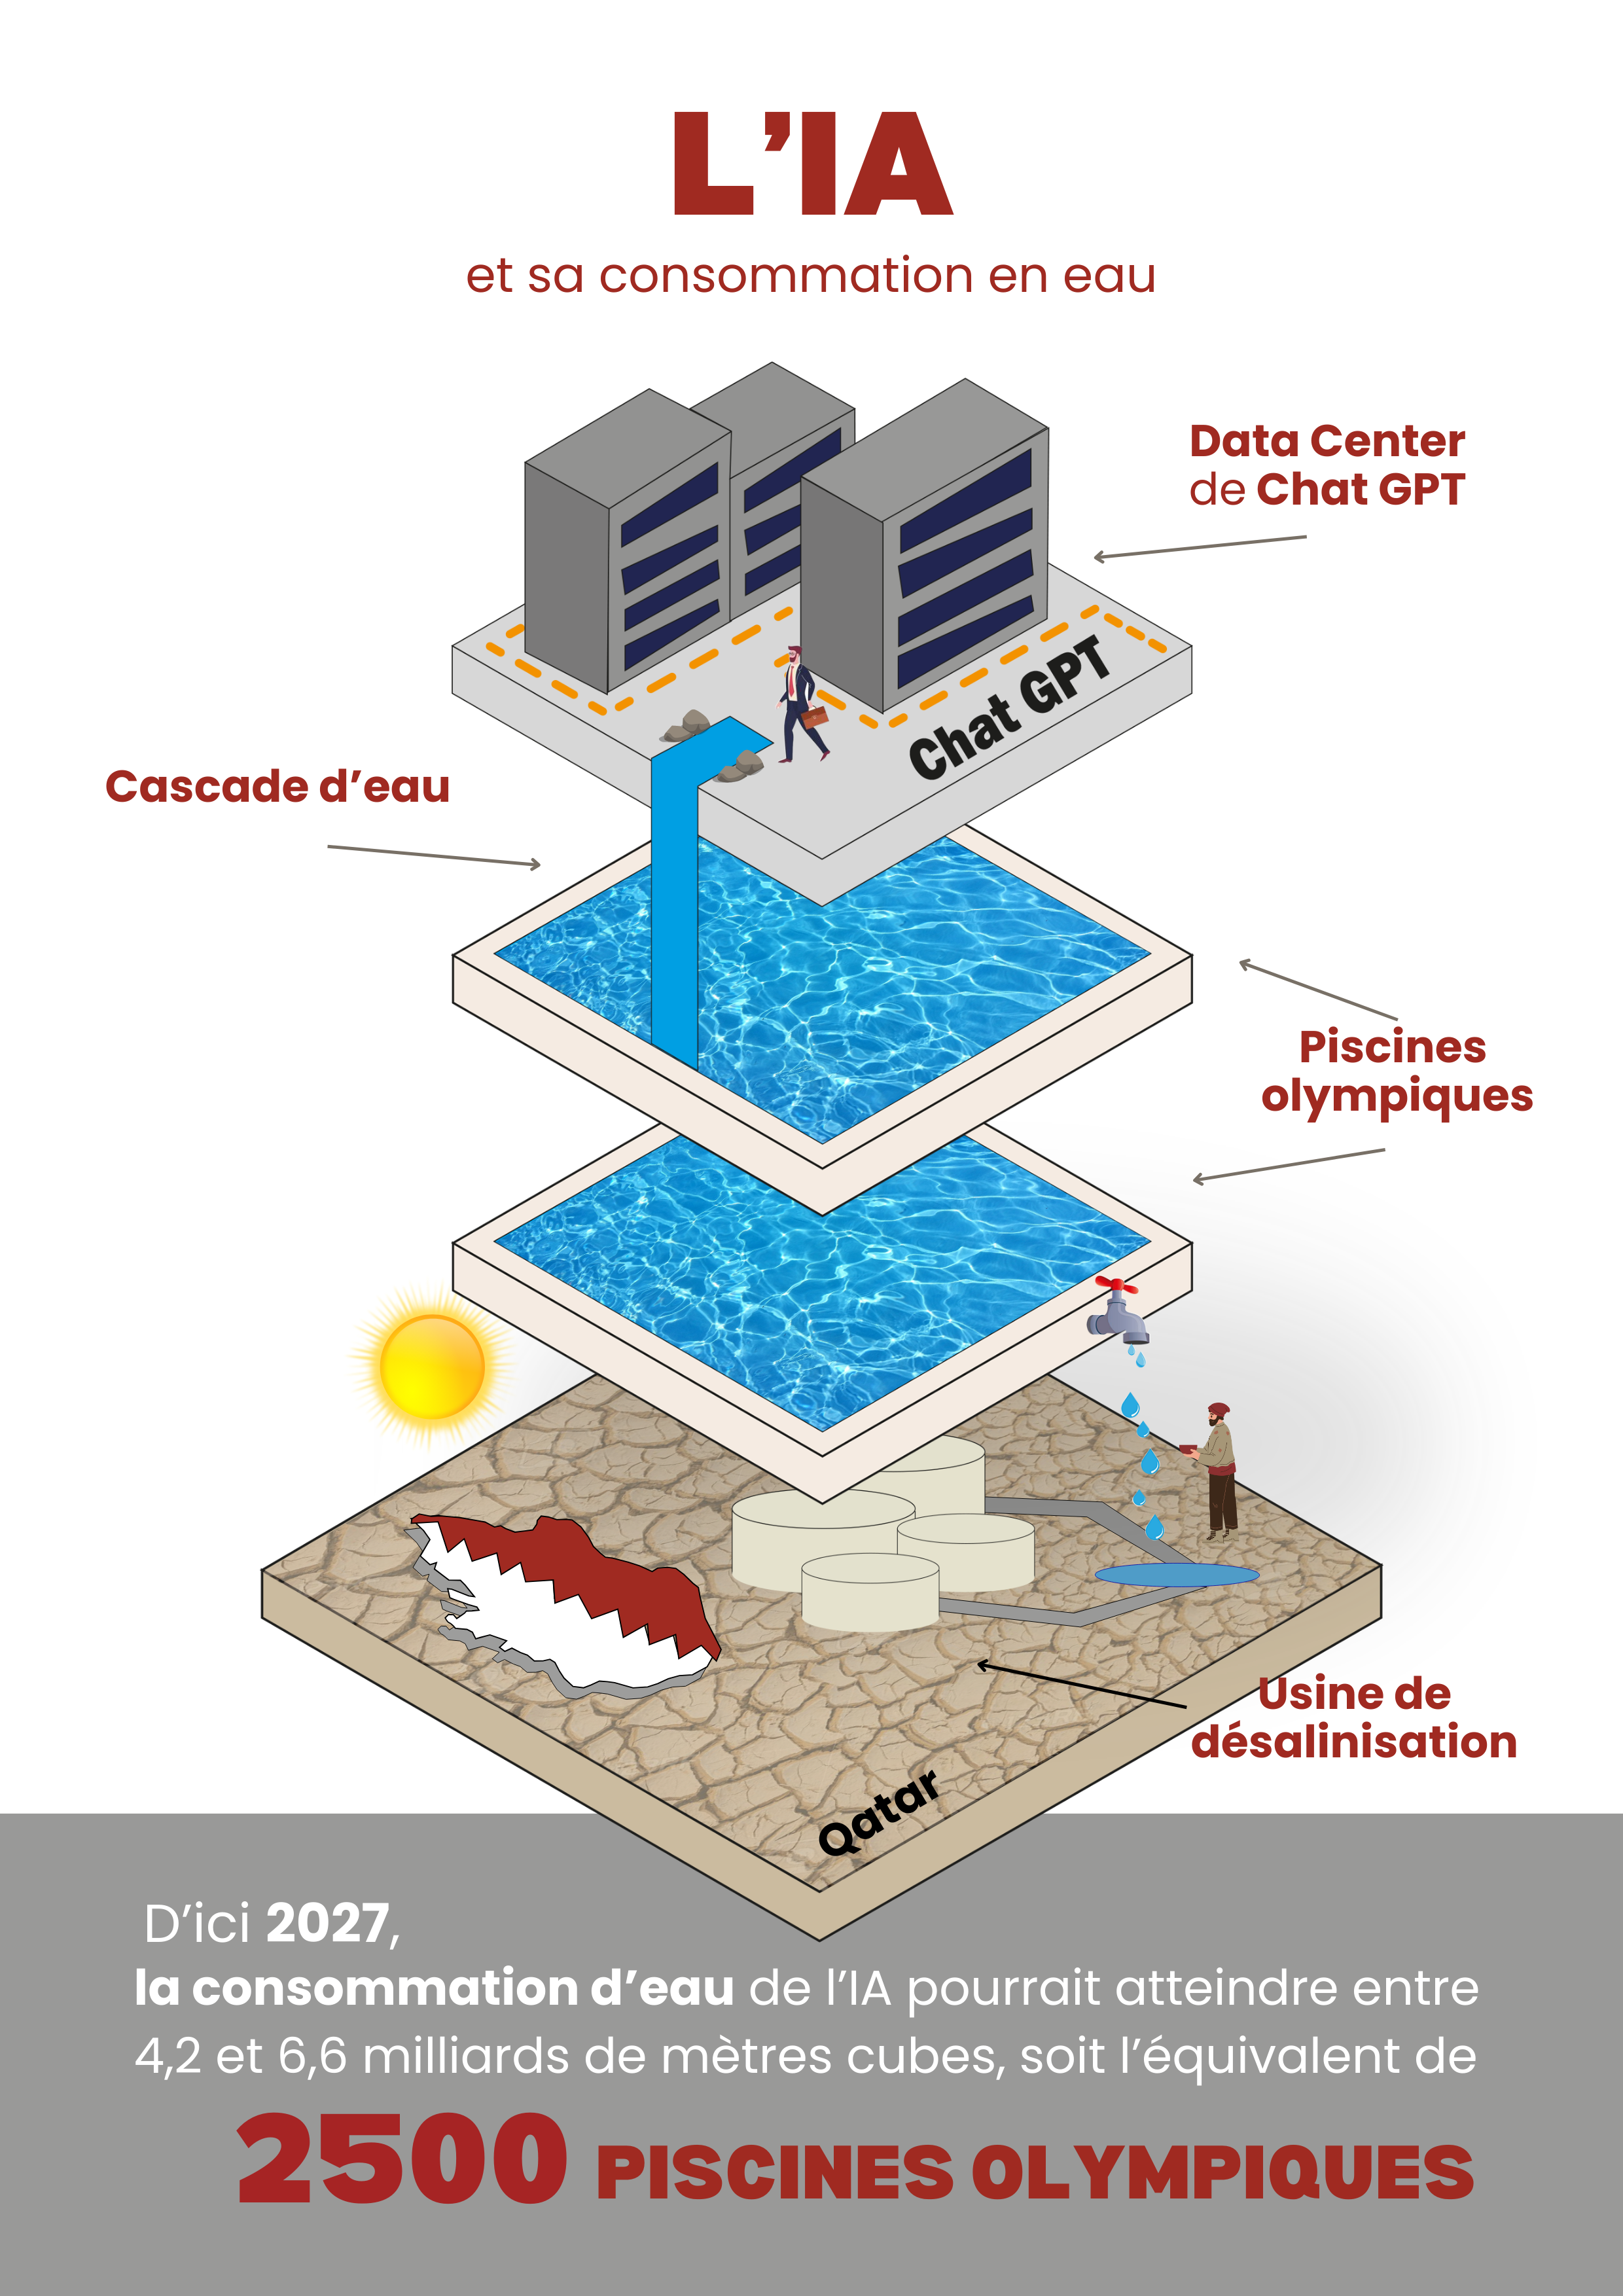 L’IA
et sa consommation en eau
Data Center
de Chat GPT
Chat GPT
Cascade d’eau
Piscines
olympiques
Usine de
désalinisation
Qatar
D’ici 2027,
la consommation d’eau de l’IA pourrait atteindre entre
4,2 et 6,6 milliards de mètres cubes, soit l’équivalent de
2500 PISCINES OLYMPIQUES